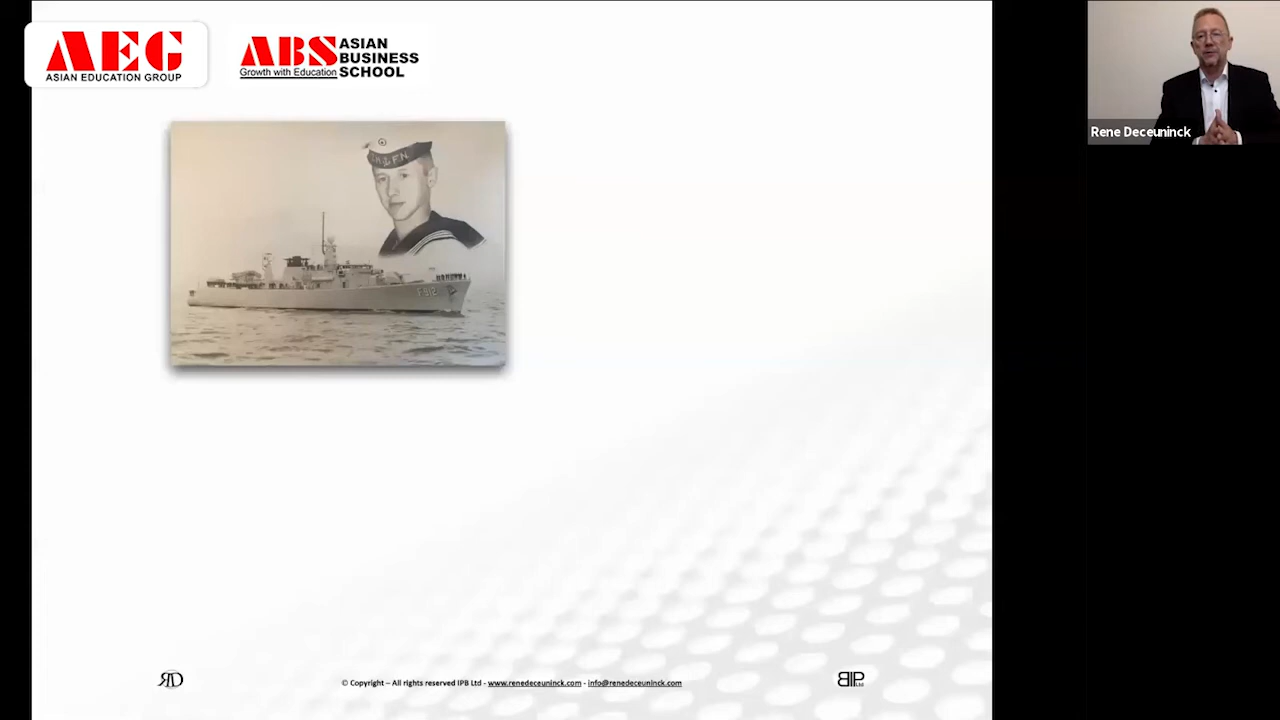 AEG
ASIAN EDUCATION GROUP
ABS ASIAN BUSINESS SCHOOL
Growth with Education
Rene Deceuninck
F 912
© Copyright – All rights reserved IPB Ltd - www.renedeceuninck.com - info@renedeceuninck.com